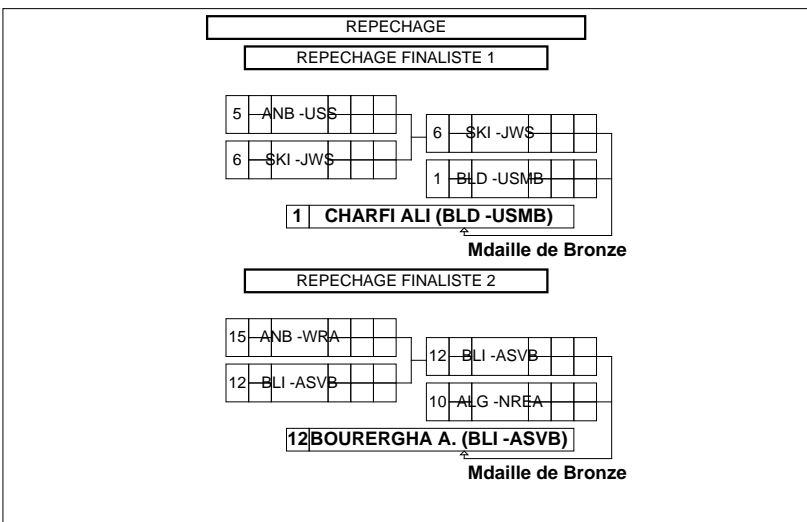 REPECHAGE
REPECHAGE FINALISTE 1
5 ANB -USS
6 SKI -JWS
6 SKI -JWS
1 BLD -USMB
1 CHARFI ALI (BLD -USMB)
Mdaille de Bronze
REPECHAGE FINALISTE 2
15 ANB -WRA
12 BLI -ASVB
12 BLI -ASVB
10 ALG -NREA
12 BOURERGHA A. (BLI -ASVB)
Mdaille de Bronze